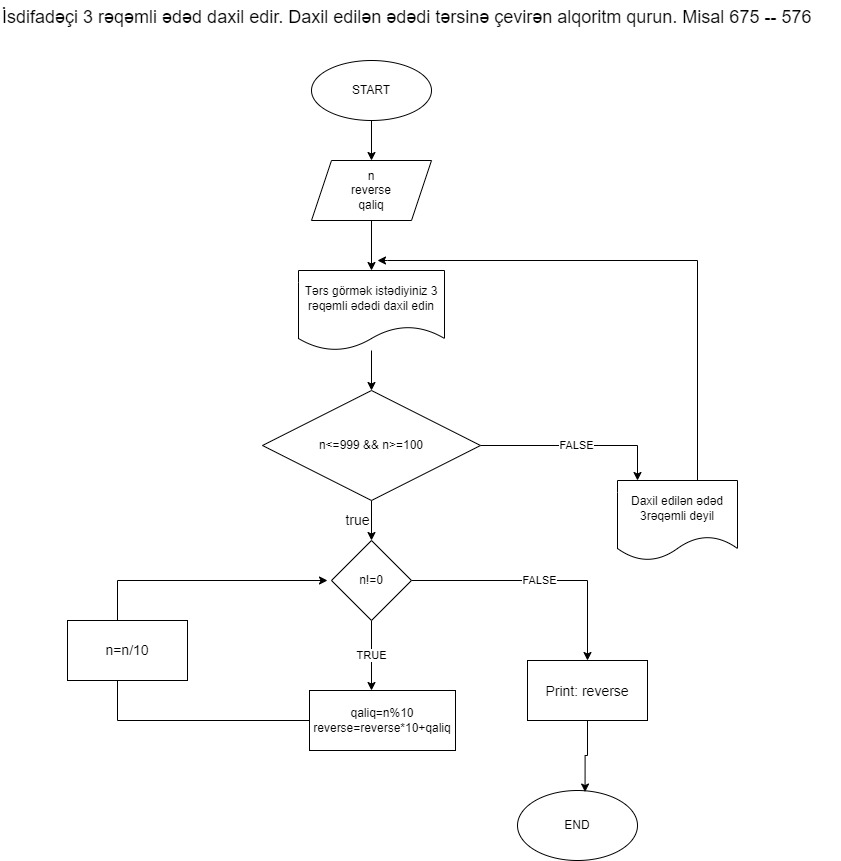 İsdifadəçi 3 rəqəmli ədəd daxil edir. Daxil edilən ədədi tərsinə çevirən alqoritm qurun. Misal 675 -- 576
START
n
reverse
qaliq
Tərs görmək istədiyiniz 3
rəqəmli ədədi daxil edin
n<=999 && n>=100
FALSE
Daxil edilən ədəd
3rəqəmli deyil
true
n!=0
FALSE
n=n/10
TRUE
Print: reverse
qaliq=n%10
reverse=reverse*10+qaliq
END